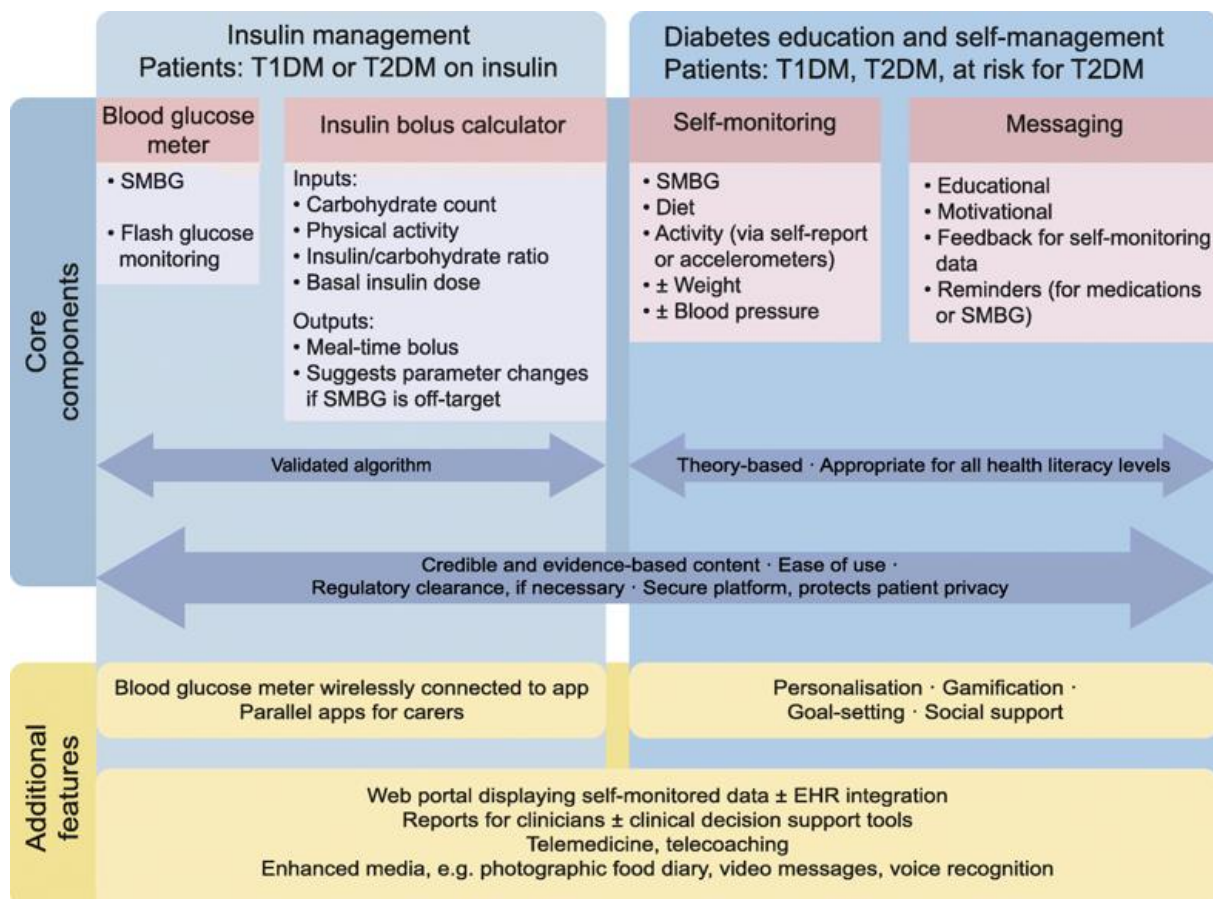 Insulin management
Patients: T1DM or T2DM on insulin
Diabetes education and self-management
Patients: T1DM, T2DM, at risk for T2DM
Core
components
Blood glucose
meter
• SMBG
• Flash glucose
monitoring
Insulin bolus calculator
Inputs:
• Carbohydrate count
• Physical activity
• Insulin/carbohydrate ratio
• Basal insulin dose
Outputs:
• Meal-time bolus
• Suggests parameter changes
if SMBG is off-target
Self-monitoring
• SMBG
• Diet
• Activity (via self-report
or accelerometers)
• ± Weight
• ± Blood pressure
Messaging
• Educational
• Motivational
• Feedback for self-monitoring
data
• Reminders (for medications
or SMBG)
Validated algorithm
Theory-based · Appropriate for all health literacy levels
Credible and evidence-based content · Ease of use ·
Regulatory clearance, if necessary · Secure platform, protects patient privacy
Additional
features
Blood glucose meter wirelessly connected to app
Parallel apps for carers
Personalisation · Gamification ·
Goal-setting · Social support
Web portal displaying self-monitored data ± EHR integration
Reports for clinicians ± clinical decision support tools
Telemedicine, telecoaching
Enhanced media, e.g. photographic food diary, video messages, voice recognition